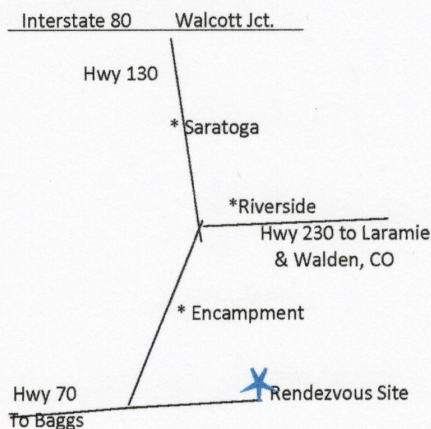 Interstate 80 Walcott Jct.
Hwy 130
* Saratoga
*Riverside
Hwy 230 to Laramie
& Walden, CO
* Encampment
Hwy 70
To Baggs
Rendezvous Site